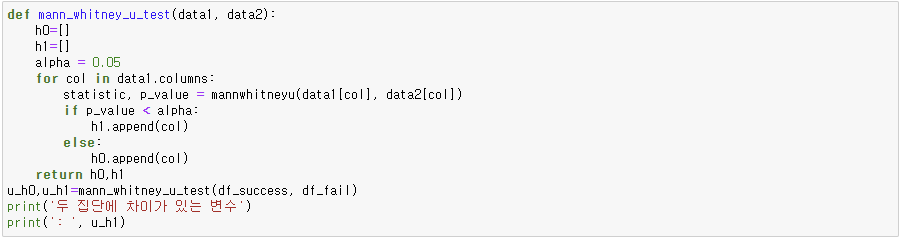 def mann_whitney_u_test(data1, data2):
    h0=[]
    h1=[]
    alpha = 0.05
    for col in data1.columns:
        statistic, p_value = mannwhitneyu(data1[col], data2[col])
        if p_value < alpha:
            h1.append(col)
        else:
            h0.append(col)
    return h0,h1
u_h0,u_h1=mann_whitney_u_test(df_success, df_fail)
print('두 집단에 차이가 있는 변수')
print(': ', u_h1)